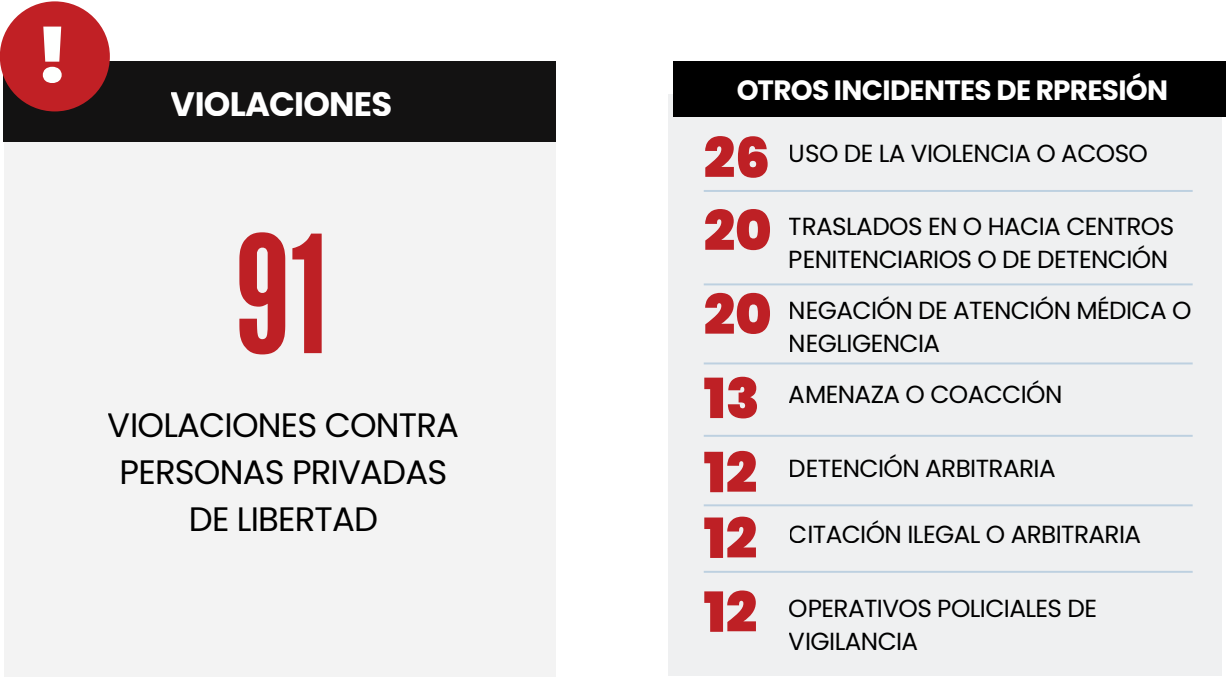 !
VIOLACIONES
91
VIOLACIONES CONTRA
PERSONAS PRIVADAS
DE LIBERTAD
OTROS INCIDENTES DE RPRESIÓN
26 USO DE LA VIOLENCIA O ACOSO
20 TRASLADOS EN O HACIA CENTROS
PENITENCIARIOS O DE DETENCIÓN
20 NEGACIÓN DE ATENCIÓN MÉDICA O
NEGLIGENCIA
13 AMENAZA O COACCIÓN
12 DETENCIÓN ARBITRARIA
12 CITACIÓN ILEGAL O ARBITRARIA
12 OPERATIVOS POLICIALES DE
VIGILANCIA